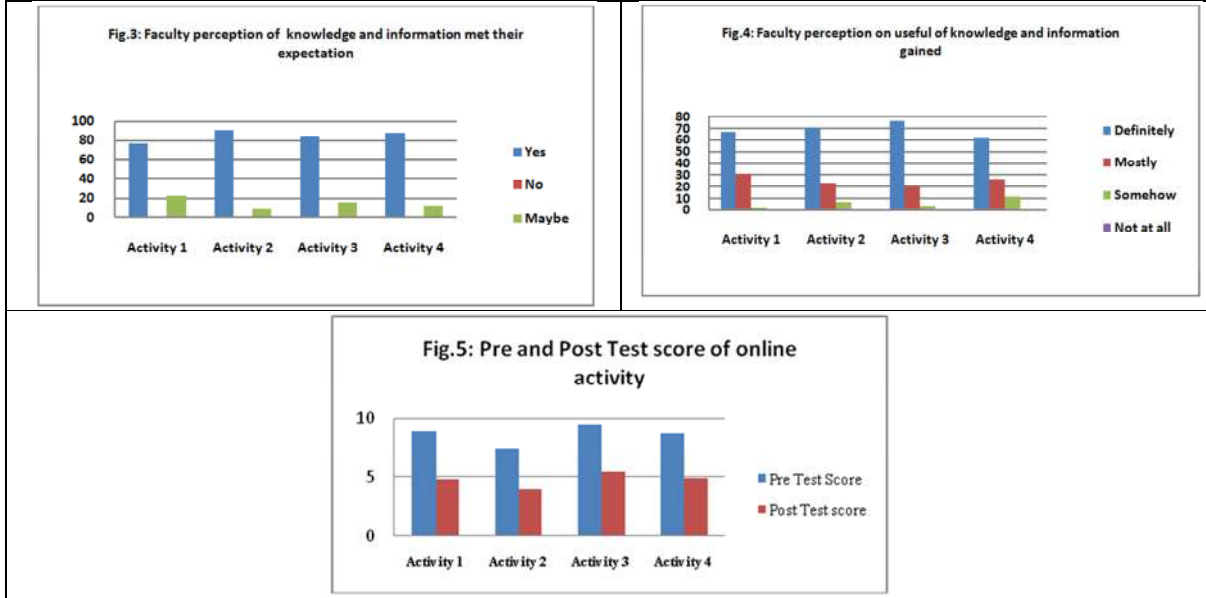 Fig.3: Faculty perception of knowledge and information met their
expectation
100
80
60
40
20
0
Activity 1 Activity 2 Activity 3 Activity 4
Yes
No
Maybe
Fig.4: Faculty perception on useful of knowledge and information
gained
80
70
60
50
40
30
20
10
0
Activity 1 Activity 2 Activity 3 Activity 4
Definitely
Mostly
Somehow
Not at all
Fig.5: Pre and Post Test score of online
activity
10
5
0
Activity 1 Activity 2 Activity 3 Activity 4
Pre Test Score
Post Test score